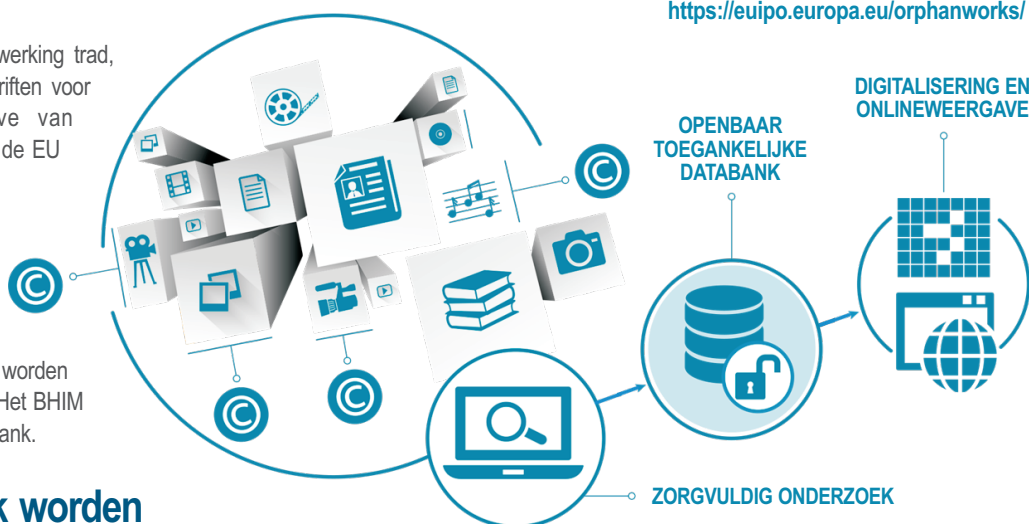 https://euipo.europa.eu/orphanworks/
werking trad,
riften voor
ve van
de EU
worden
Het BHIM
ank.
k worden
©
©
©
©
ZORGVULDIG ONDERZOEK
OPENBAAR
TOEGANKELIJKE
DATABANK
DIGITALISERING EN
ONLINEWEERGAVE